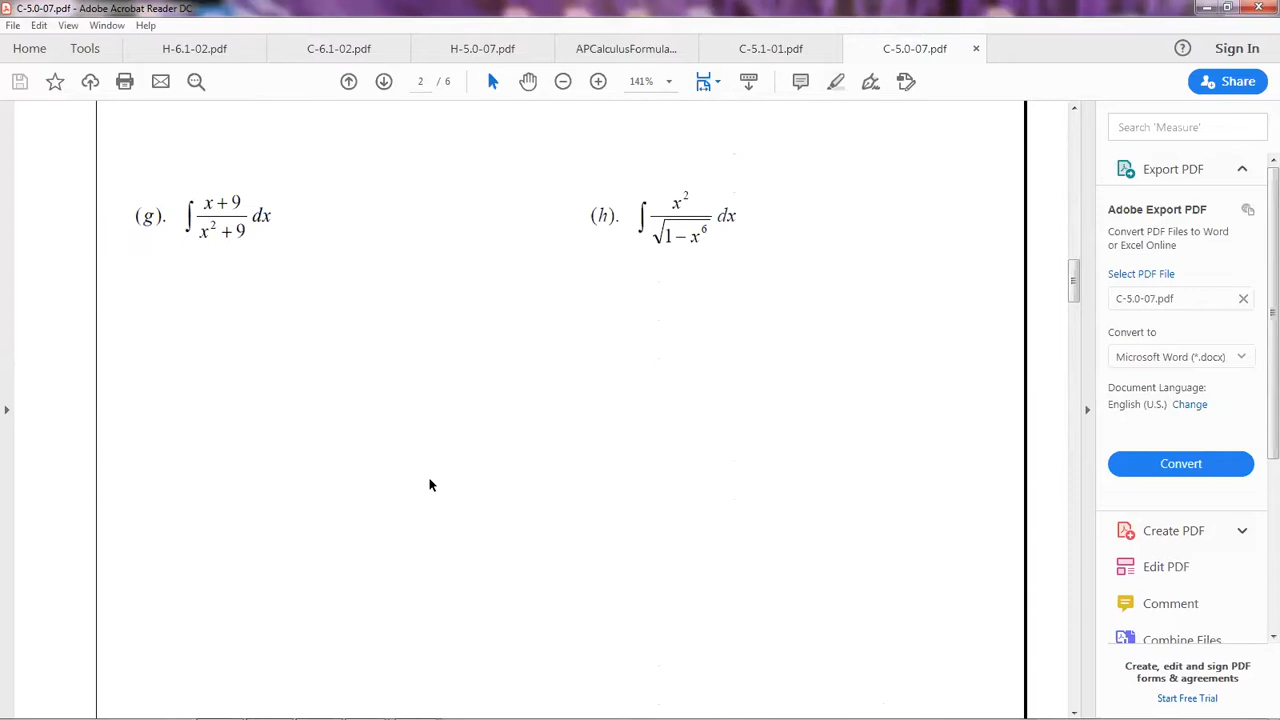 C-5.0-07.pdf - Adobe Acrobat Reader DC
File Edit View Window Help
Home Tools H-6.1-02.pdf C-6.1-02.pdf H-5.0-07.pdf APCalculusFormula... C-5.1-01.pdf C-5.0-07.pdf × Sign In
2 / 6 141% Share
(g). ∫ (x + 9)/(x² + 9) dx
(h). ∫ x²/√(1 − x⁶) dx
Search 'Measure'
Export PDF
Adobe Export PDF
Convert PDF Files to Word
or Excel Online
Select PDF File
C-5.0-07.pdf
Convert to
Microsoft Word (*.docx)
Document Language:
English (U.S.) Change
Convert
Create PDF
Edit PDF
Comment
Combine Files
Create, edit and sign PDF
forms & agreements
Start Free Trial